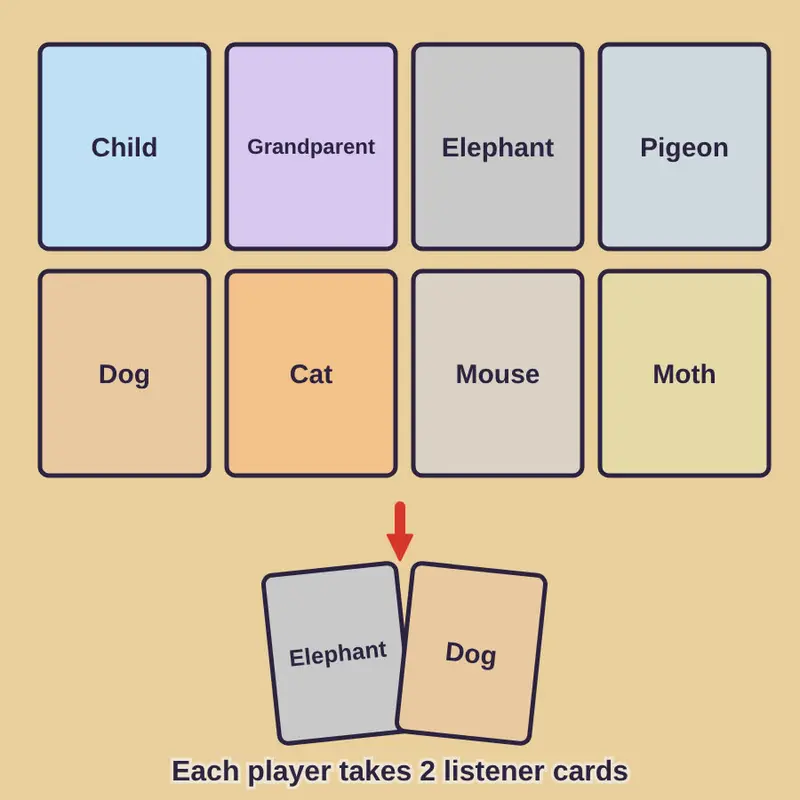 Child
Grandparent
Elephant
Pigeon
Dog
Cat
Mouse
Moth
Elephant
Dog
Each player takes 2 listener cards